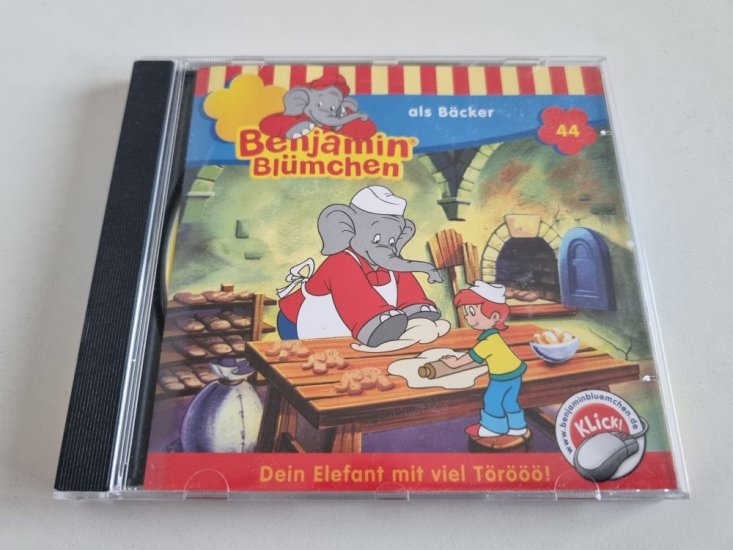 als Bäcker
44
Benjamin®
Blümchen
www.benjaminbluemchen.de
KLICK!
Dein Elefant mit viel Törööö!